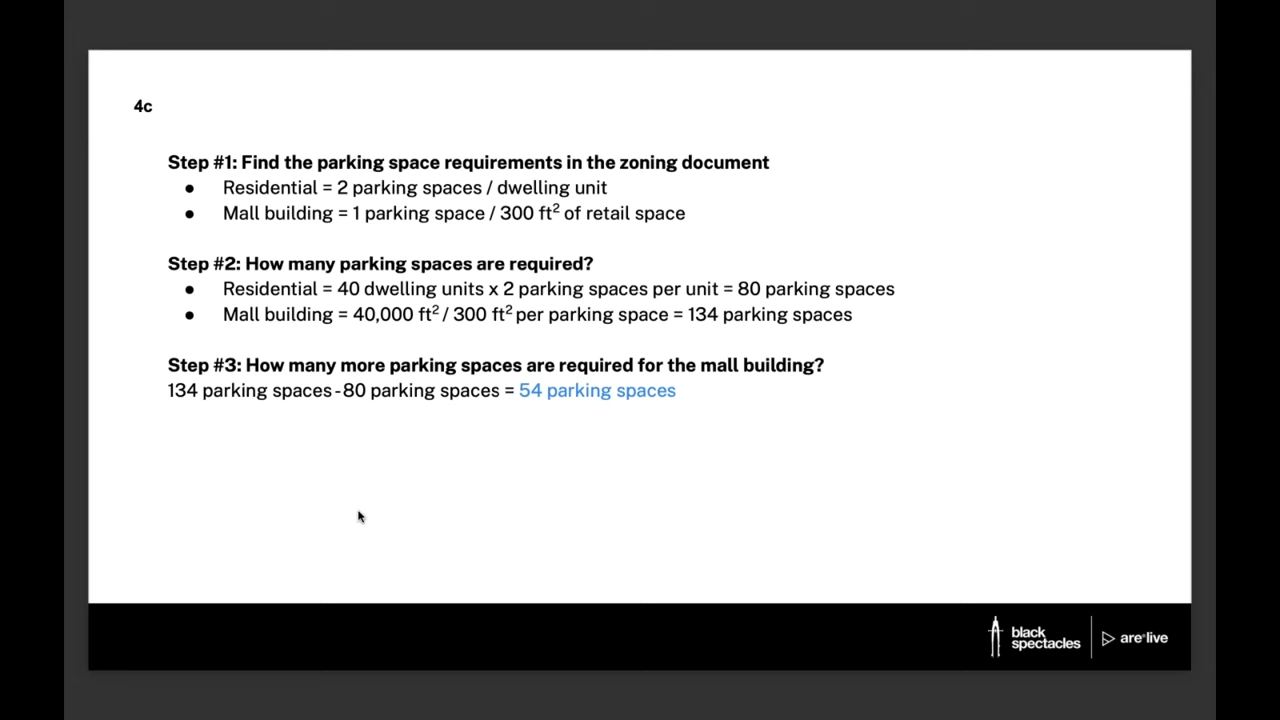 4c
Step #1: Find the parking space requirements in the zoning document
● Residential = 2 parking spaces / dwelling unit
● Mall building = 1 parking space / 300 ft² of retail space
Step #2: How many parking spaces are required?
● Residential = 40 dwelling units x 2 parking spaces per unit = 80 parking spaces
● Mall building = 40,000 ft² / 300 ft² per parking space = 134 parking spaces
Step #3: How many more parking spaces are required for the mall building?
134 parking spaces - 80 parking spaces = 54 parking spaces
black
spectacles
are®live